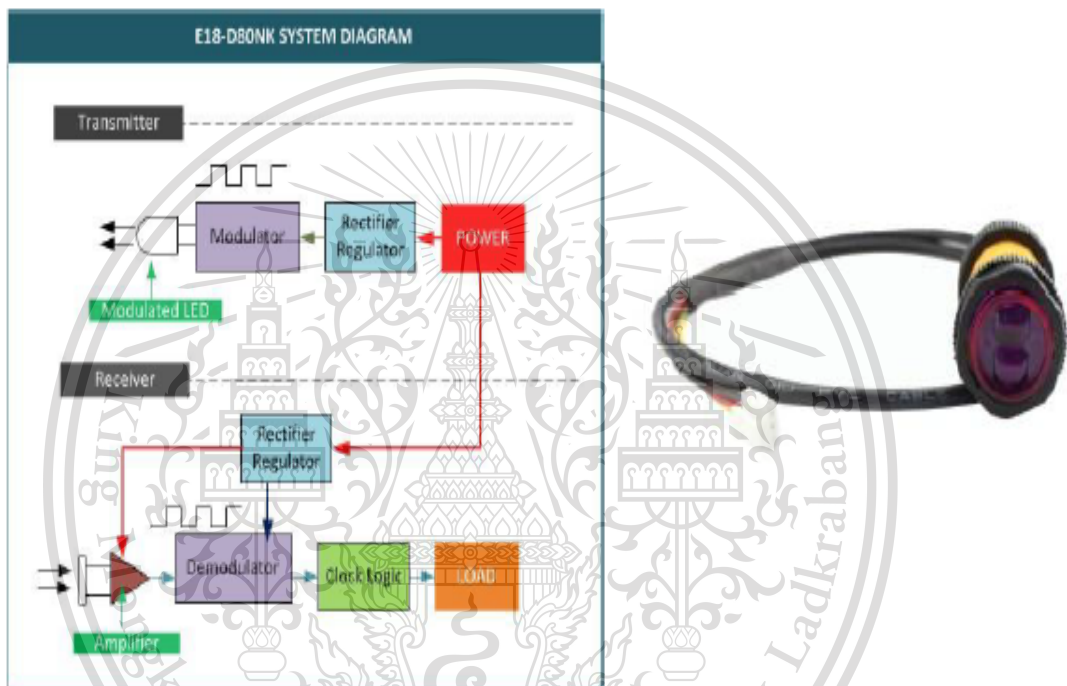 E18-D80NK SYSTEM DIAGRAM
Transmitter
Modulator
Rectifier
Regulator
POWER
Modulated LED
Receiver
Rectifier
Regulator
Demodulator
Clock Logic
LOAD
Amplifier
Ladkrabang